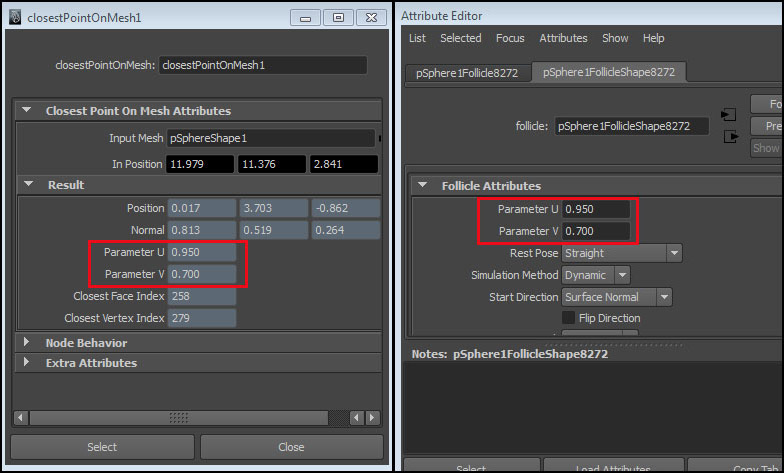 closestPointOnMesh1
closestPointOnMesh: closestPointOnMesh1
Closest Point On Mesh Attributes
Input Mesh pSphereShape1
In Position 11.979 11.376 2.841
Result
Position 0.017 3.703 -0.862
Normal 0.813 0.519 0.264
Parameter U 0.950
Parameter V 0.700
Closest Face Index 258
Closest Vertex Index 279
Node Behavior
Extra Attributes
Select Close
Attribute Editor
List Selected Focus Attributes Show Help
pSphere1Follicle8272 pSphere1FollicleShape8272
Fo
follicle: pSphere1FollicleShape8272
Pre
Show
Follicle Attributes
Parameter U 0.950
Parameter V 0.700
Rest Pose Straight
Simulation Method Dynamic
Start Direction Surface Normal
Flip Direction
Notes: pSphere1FollicleShape8272
Select Load Attributes Copy Tab